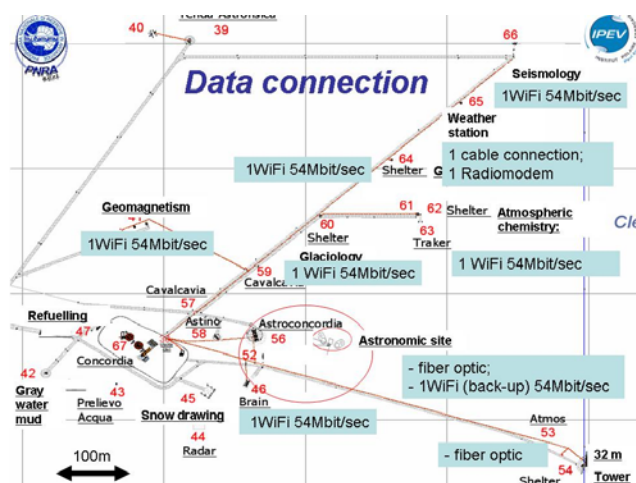 40
39
66
PNRA
IPEV
Data connection
Seismology
1WiFi 54Mbit/sec
65
Weather
station
1WiFi 54Mbit/sec
64
Shelter
1 cable connection;
1 Radiomodem
Geomagnetism
61
62
Shelter
60
63
Traker
Atmospheric
chemistry:
1WiFi 54Mbit/sec
Shelter
Glaciology
59
1 WiFi 54Mbit/sec
1 WiFi 54Mbit/sec
Cavalcavia
57
Refuelling
47
Astino
58
Astroconcordia
56
67
Astronomic site
Concordia
52
42
43
45
46
Brain
Gray
water
mud
Prelievo
Acqua
Snow drawing
44
Radar
1WiFi 54Mbit/sec
- fiber optic;
- 1WiFi (back-up) 54Mbit/sec
Atmos
53
- fiber optic
54
Shelter
32 m
Tower
100m